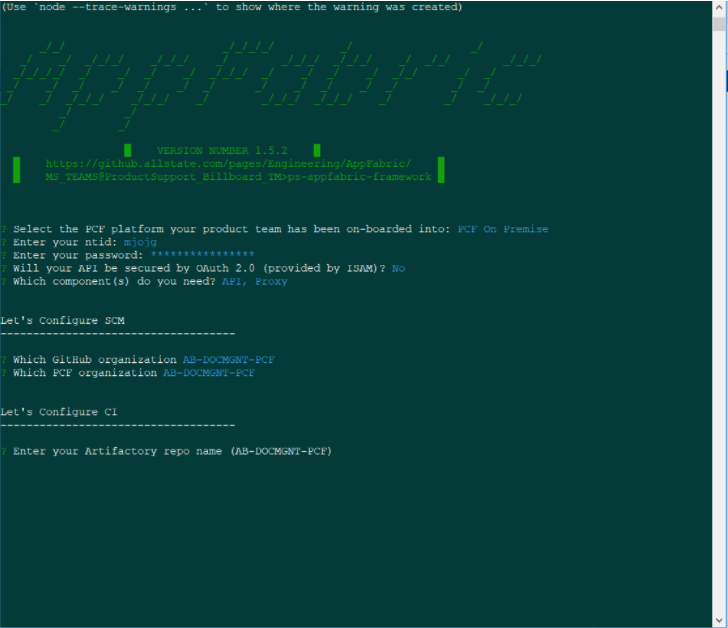 (Use `node --trace-warnings ...` to show where the warning was created)
AppFabric
VERSION NUMBER 1.5.2
https://github.allstate.com/pages/Engineering/AppFabric/
MS_TEAMS@ProductSupport_Billboard_TM>ps-appfabric-framework
? Select the PCF platform your product team has been on-boarded into: PCF On Premise
? Enter your ntid: mjojg
? Enter your password: ****************
? Will your API be secured by OAuth 2.0 (provided by ISAM)? No
? Which component(s) do you need? API, Proxy
Let's Configure SCM
------------------------------------
? Which GitHub organization AB-DOCMGNT-PCF
? Which PCF organization AB-DOCMGNT-PCF
Let's Configure CI
------------------------------------
? Enter your Artifactory repo name (AB-DOCMGNT-PCF)